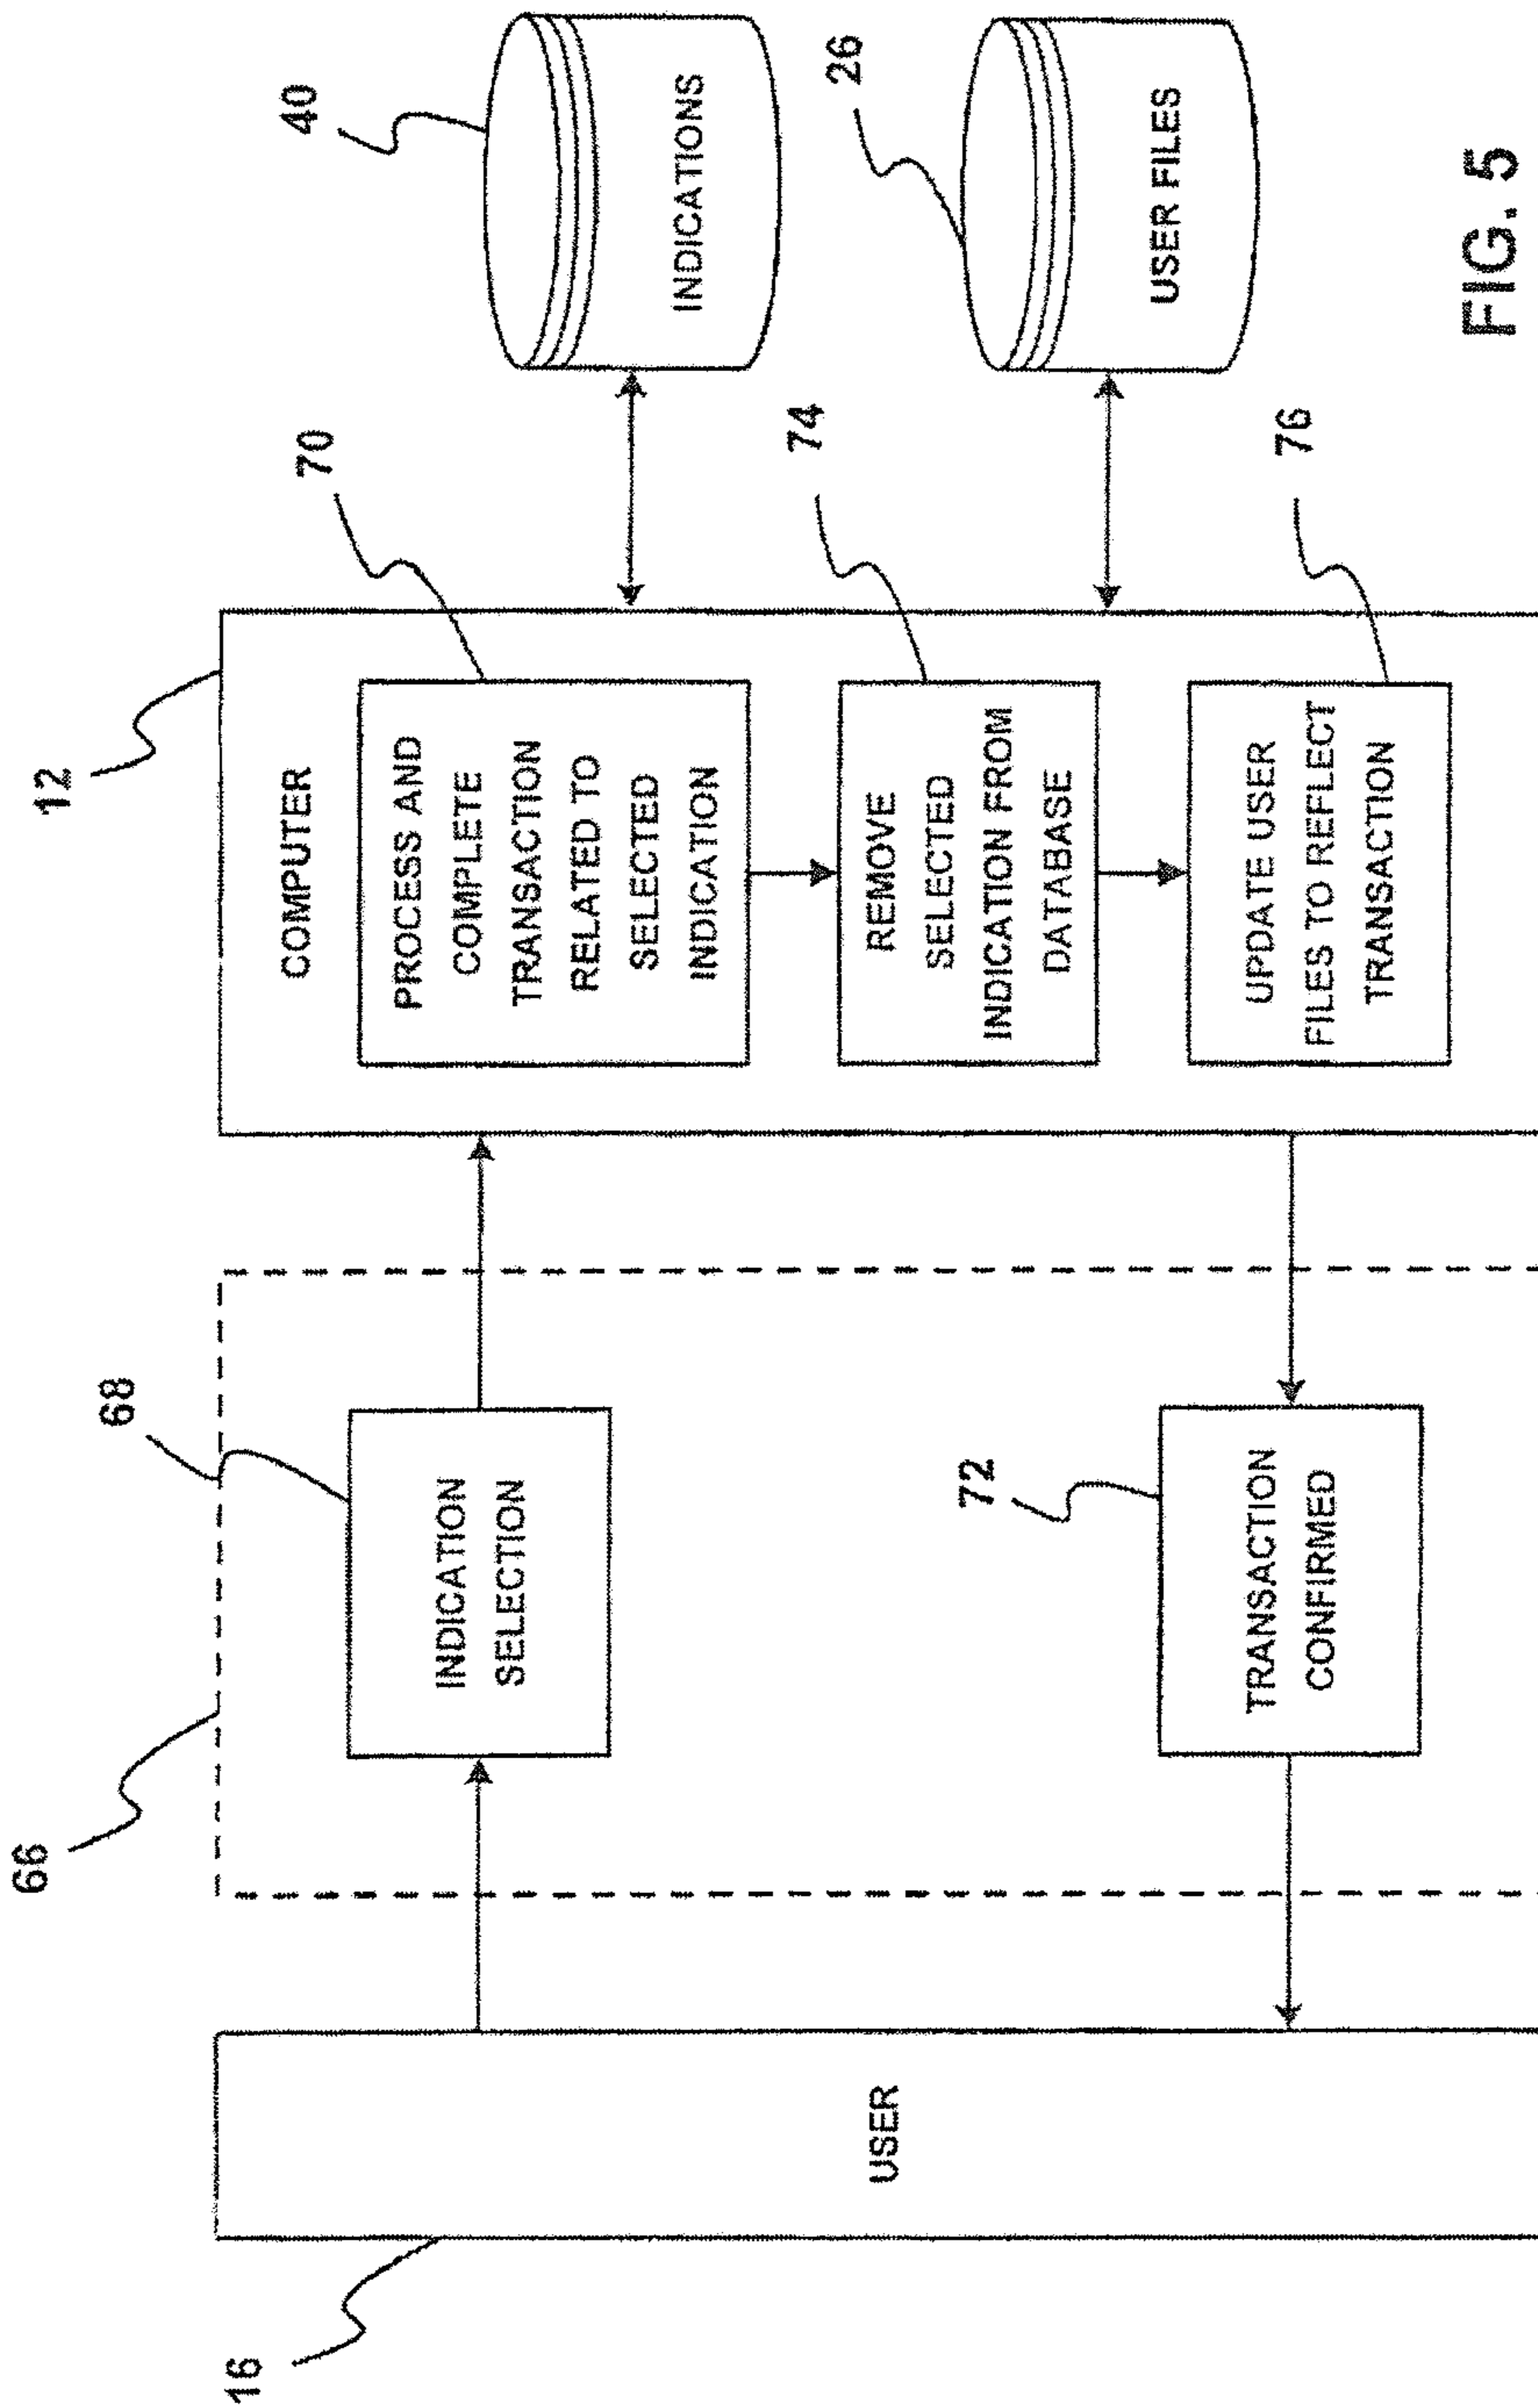 16
USER
66
68
INDICATION
SELECTION
72
TRANSACTION
CONFIRMED
12
COMPUTER
70
PROCESS AND
COMPLETE
TRANSACTION
RELATED TO
SELECTED
INDICATION
74
REMOVE
SELECTED
INDICATION FROM
DATABASE
76
UPDATE USER
FILES TO REFLECT
TRANSACTION
40
INDICATIONS
26
USER FILES
FIG. 5